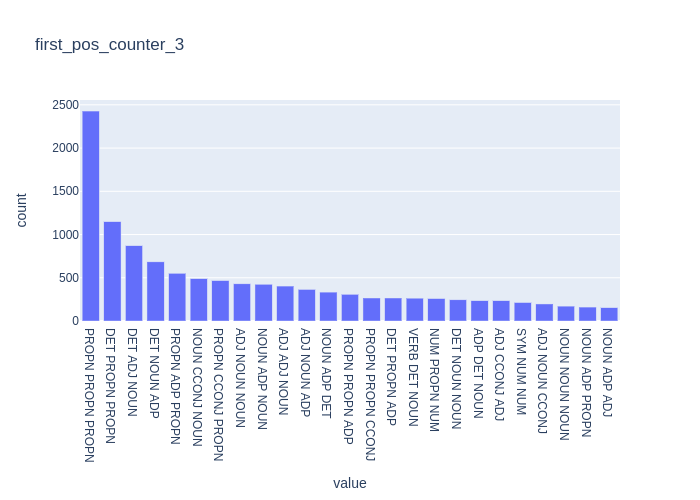 first_pos_counter_3
count
2500
2000
1500
1000
500
0
PROPN PROPN PROPN
DET PROPN PROPN
DET ADJ NOUN
DET NOUN ADP
PROPN ADP PROPN
NOUN CCONJ NOUN
PROPN CCONJ PROPN
ADJ NOUN NOUN
NOUN ADP NOUN
ADJ ADJ NOUN
ADJ NOUN ADP
NOUN ADP DET
PROPN PROPN ADP
PROPN PROPN CCONJ
DET PROPN ADP
VERB DET NOUN
NUM PROPN NUM
DET NOUN NOUN
ADP DET NOUN
ADJ CCONJ ADJ
SYM NUM NUM
ADJ NOUN CCONJ
NOUN NOUN NOUN
NOUN ADP PROPN
NOUN ADP ADJ
value